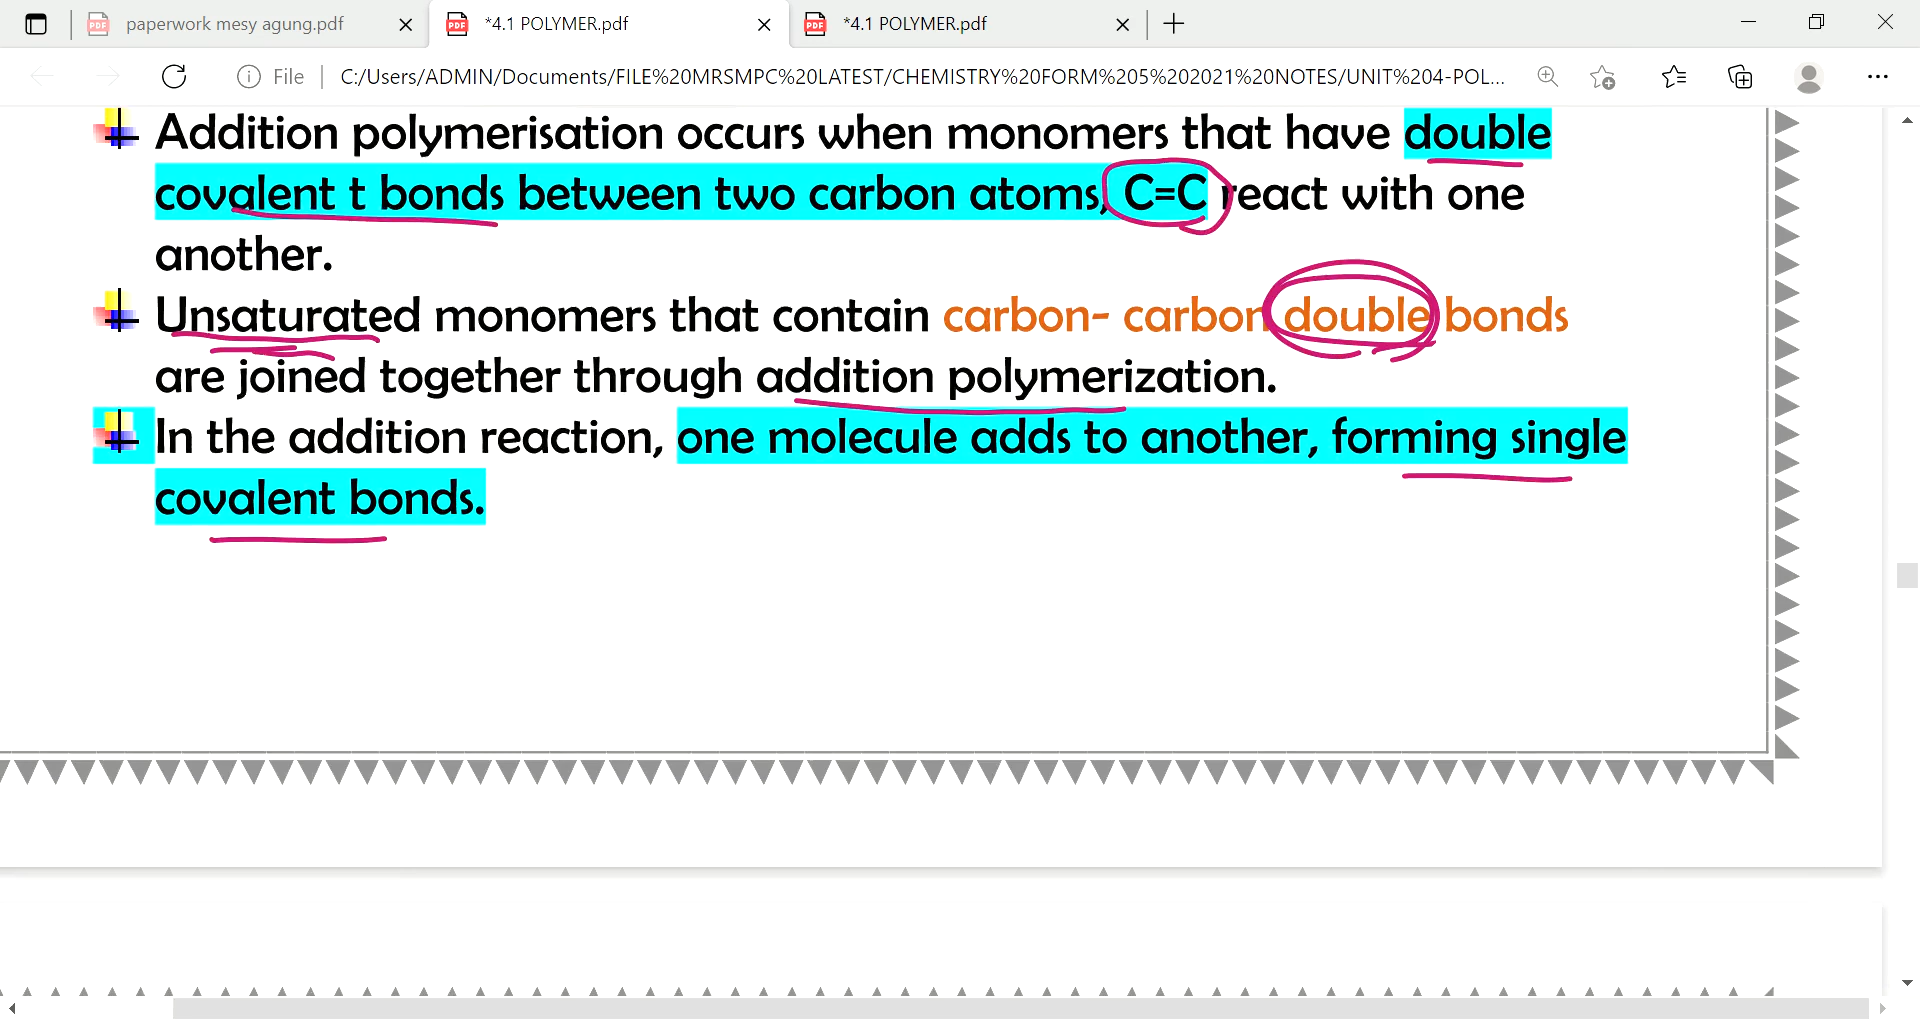 paperwork mesy agung.pdf
*4.1 POLYMER.pdf
*4.1 POLYMER.pdf
File
C:/Users/ADMIN/Documents/FILE%20MRSMPC%20LATEST/CHEMISTRY%20FORM%205%202021%20NOTES/UNIT%204-POL...
Addition polymerisation occurs when monomers that have double
covalent t bonds between two carbon atoms, C=C react with one
another.
Unsaturated monomers that contain carbon- carbon double bonds
are joined together through addition polymerization.
In the addition reaction, one molecule adds to another, forming single
covalent bonds.